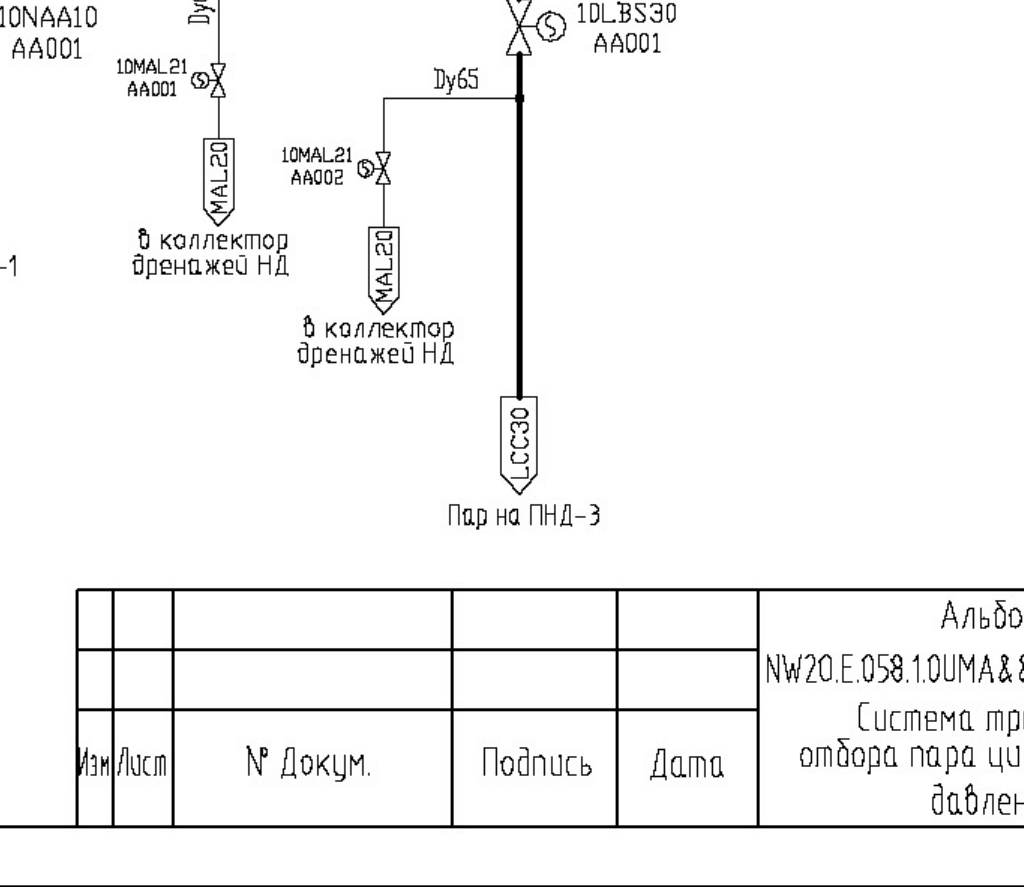 10NAA10
AA001
10LBS30
AA001
10MAL21
AA001
Dy65
10MAL21
AA002
MAL20
в коллектор
дренажей НД
-1
MAL20
в коллектор
дренажей НД
LCC30
Пар на ПНД-3
Альбо
NW20.E.058.1.0UMA&&
Система тр
отбора пара ци
давлен
Изм Лист № Докум. Подпись Дата